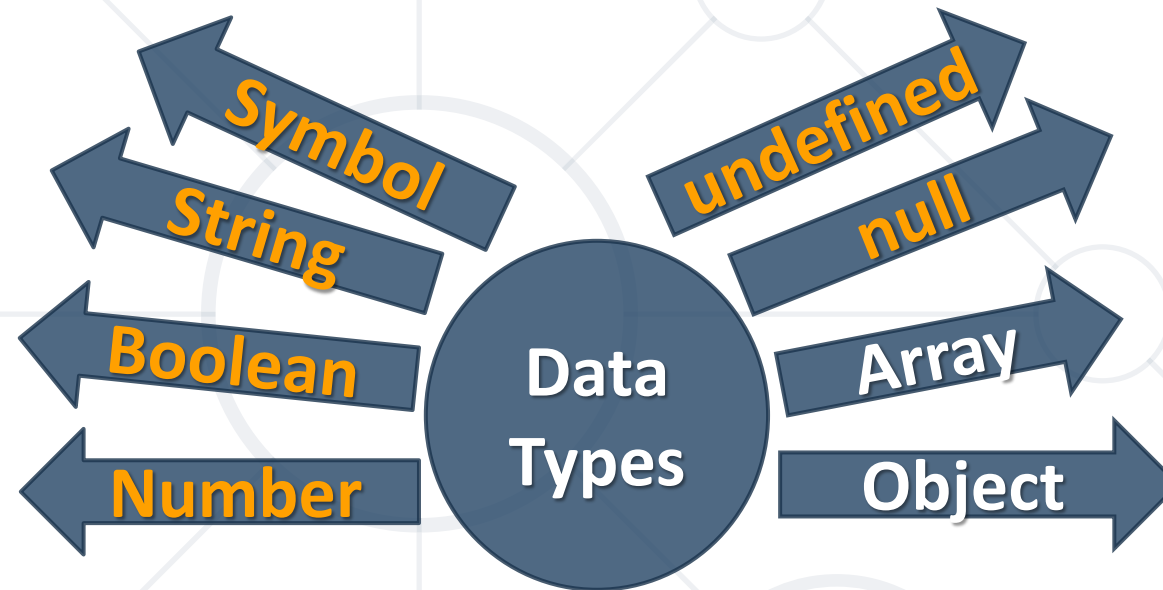 Symbol
String
Boolean
Number
Data
Types
undefined
null
Array
Object